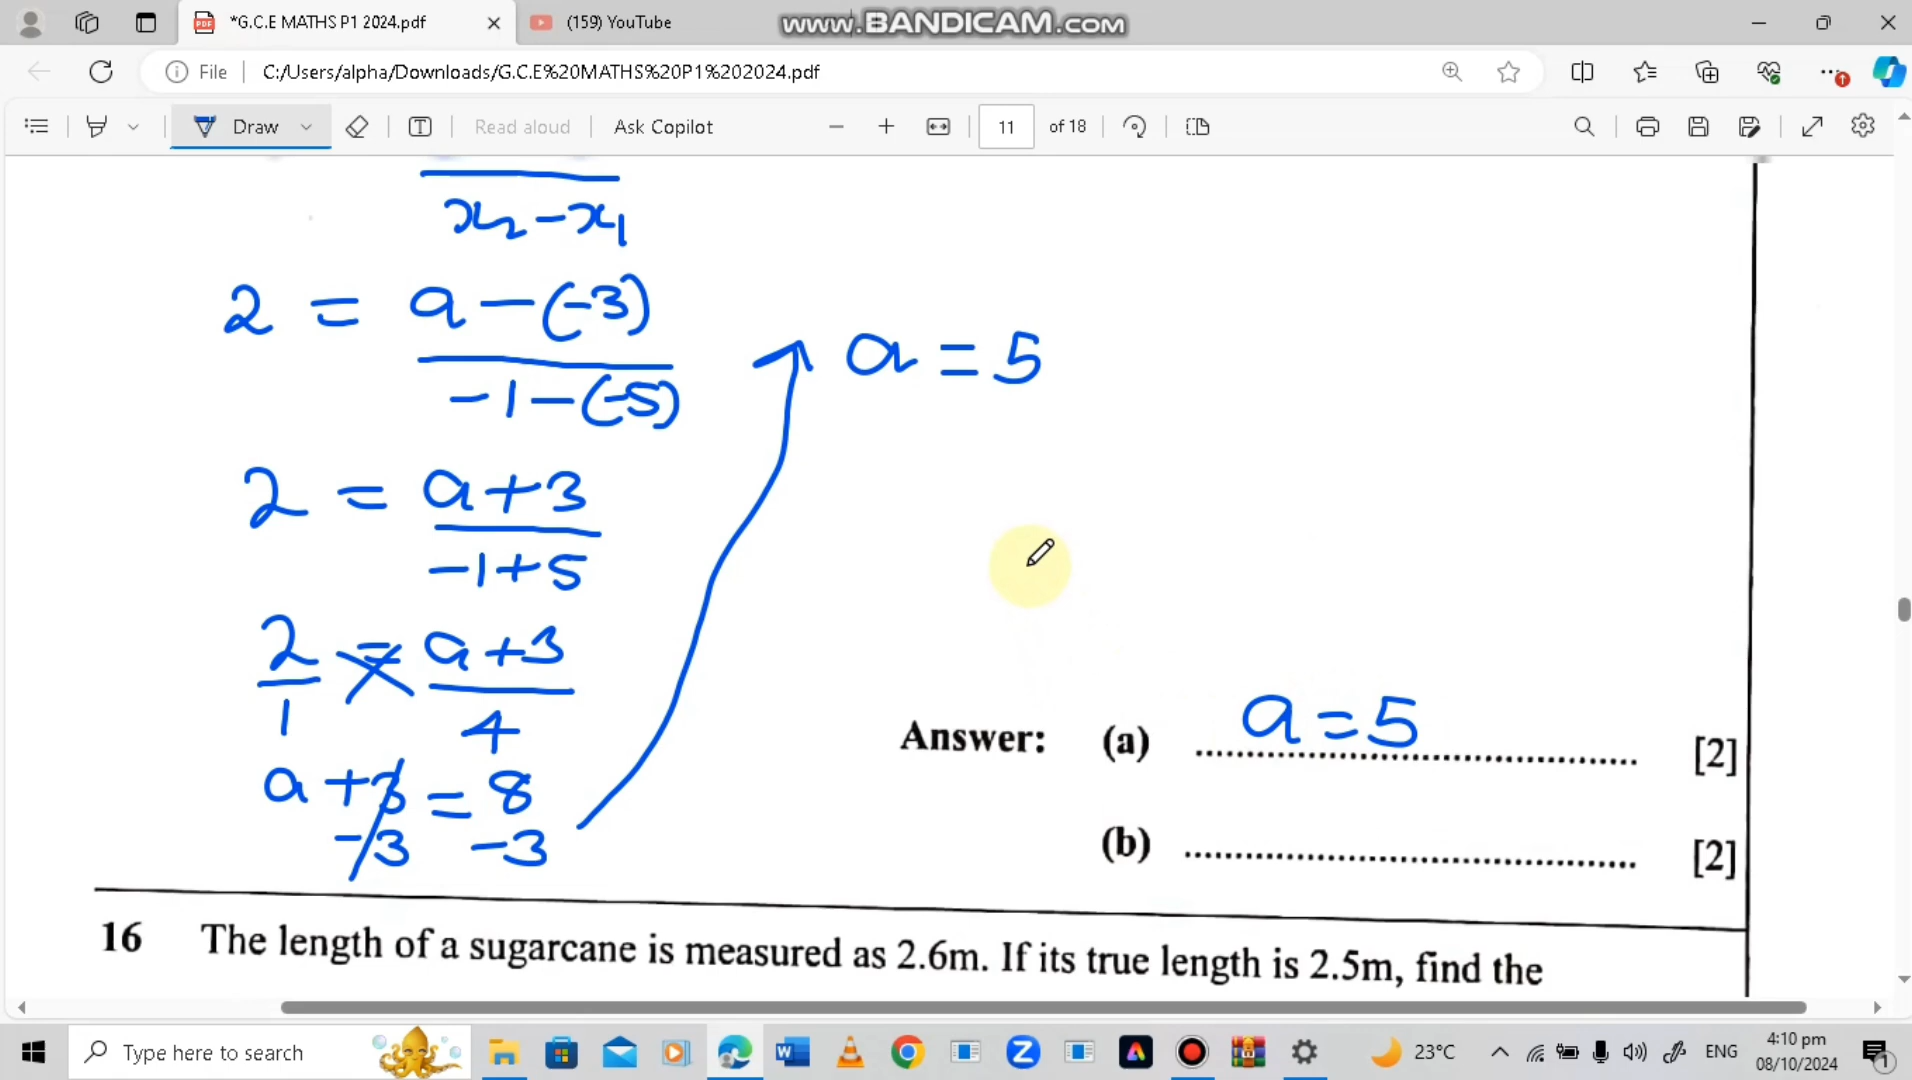 *G.C.E MATHS P1 2024.pdf
(159) YouTube
www.BANDICAM.com
File
C:/Users/alpha/Downloads/G.C.E%20MATHS%20P1%202024.pdf
Draw
Read aloud
Ask Copilot
11
of 18
x2 - x1
2 = a - (-3)
-1 - (-5)
a = 5
2 = a + 3
-1 + 5
2 = a + 3
1 4
a + 3 = 8
-3 -3
Answer: (a) a = 5 [2]
(b) [2]
16 The length of a sugarcane is measured as 2.6m. If its true length is 2.5m, find the
Type here to search
23°C
ENG
4:10 pm
08/10/2024
1